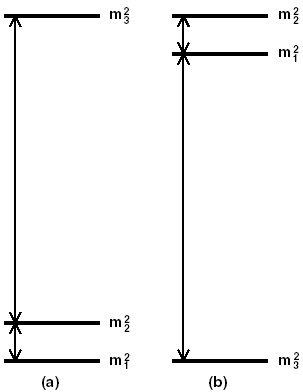 m₃² m₂²
m₁²
m₂²
m₁² m₃²
(a) (b)